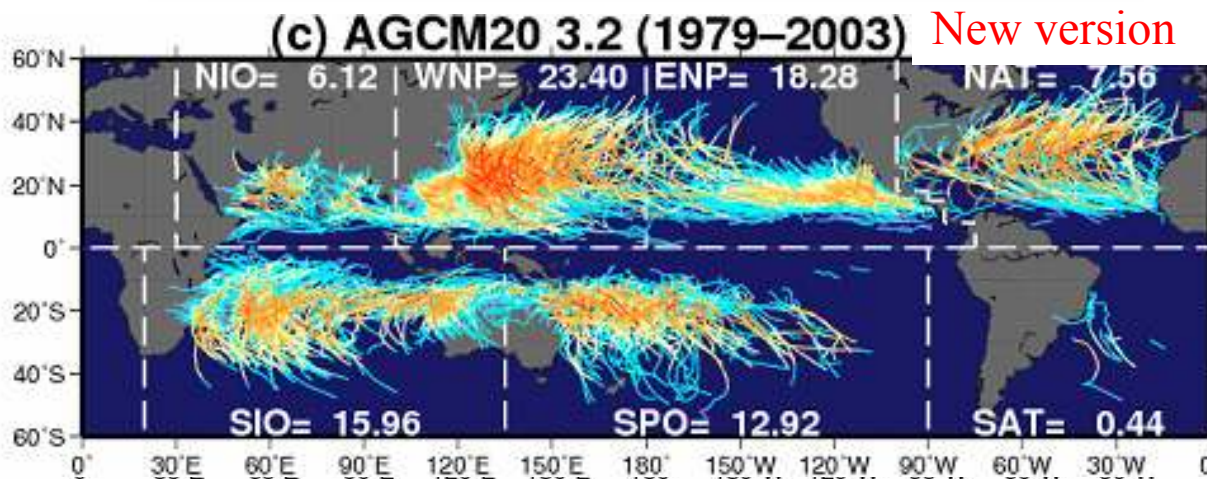 (c) AGCM20 3.2 (1979–2003) New version
60°N NIO= 6.12 WNP= 23.40 ENP= 18.28 NAT= 7.56
40°N
20°N
0°
20°S
40°S
60°S SIO= 15.96 SPO= 12.92 SAT= 0.44
0° 30°E 60°E 90°E 120°E 150°E 180° 150°W 120°W 90°W 60°W 30°W